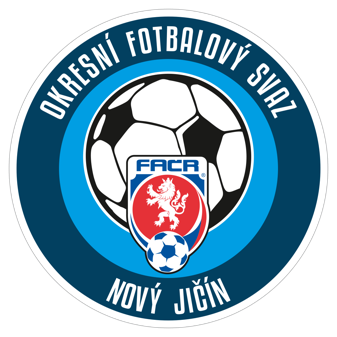 OKRESNÍ FOTBALOVÝ SVAZ
FAČR
NOVÝ JIČÍN